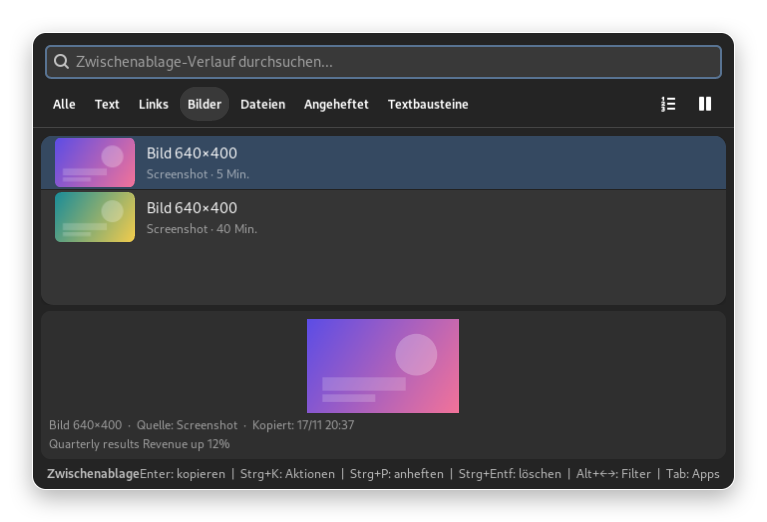 Zwischenablage-Verlauf durchsuchen...
Alle Text Links Bilder Dateien Angeheftet Textbausteine
Bild 640×400
Screenshot · 5 Min.
Bild 640×400
Screenshot · 40 Min.
Bild 640×400 · Quelle: Screenshot · Kopiert: 17/11 20:37
Quarterly results Revenue up 12%
ZwischenablageEnter: kopieren | Strg+K: Aktionen | Strg+P: anheften | Strg+Entf: löschen | Alt+←→: Filter | Tab: Apps